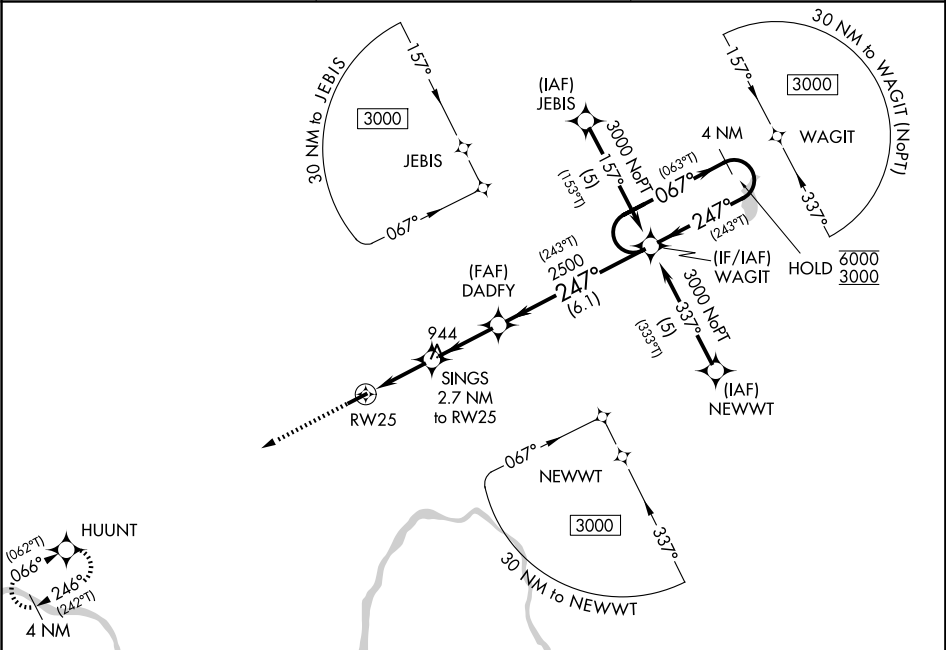 30 NM to JEBIS
157°
3000
JEBIS
067°
(IAF)
JEBIS
3000 NoPT
157°
(5)
(153°T)
30 NM to WAGIT (NoPT)
157°
3000
WAGIT
337°
4 NM
(063°T)
067°
247°
(243°T)
(IF/IAF)
WAGIT
HOLD 6000
3000
(243°T)
2500
247°
(6.1)
(FAF)
DADFY
3000 NoPT
337°
(5)
(333°T)
(IAF)
NEWWT
944
SINGS
2.7 NM
to RW25
RW25
067°
NEWWT
3000
337°
30 NM to NEWWT
HUUNT
(062°T)
066°
246°
(242°T)
4 NM